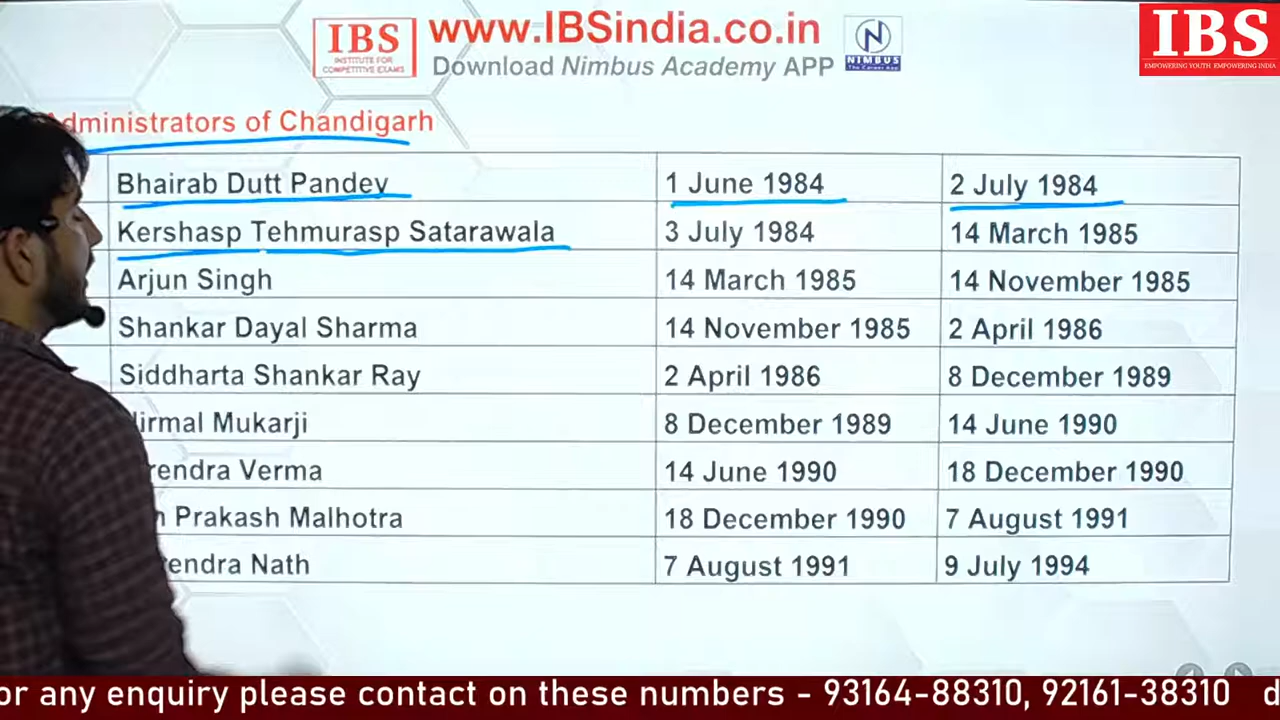 IBS
INSTITUTE FOR
COMPETITIVE EXAMS
www.IBSindia.co.in
Download Nimbus Academy APP
N
NIMBUS
The Career App
IBS
EMPOWERING YOUTH EMPOWERING INDIA
dministrators of Chandigarh
Bhairab Dutt Pandey 1 June 1984 2 July 1984
Kershasp Tehmurasp Satarawala 3 July 1984 14 March 1985
Arjun Singh 14 March 1985 14 November 1985
Shankar Dayal Sharma 14 November 1985 2 April 1986
Siddharta Shankar Ray 2 April 1986 8 December 1989
irmal Mukarji 8 December 1989 14 June 1990
rendra Verma 14 June 1990 18 December 1990
Prakash Malhotra 18 December 1990 7 August 1991
endra Nath 7 August 1991 9 July 1994
or any enquiry please contact on these numbers - 93164-88310, 92161-38310 d